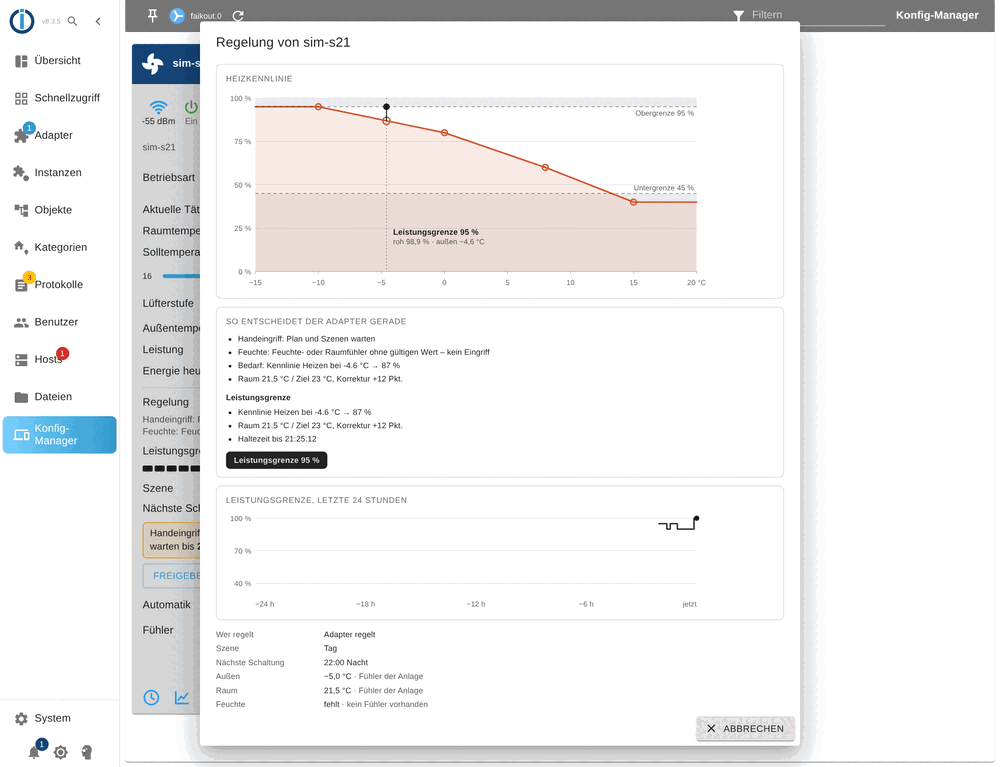 v8.3.5
faikout.0
Filtern
Konfig-Manager
Übersicht
Schnellzugriff
1
Adapter
Instanzen
Objekte
Kategorien
3
Protokolle
Benutzer
1
Hosts
Dateien
Konfig-
Manager
System
1
sim-s
-55 dBm
Ein
sim-s21
Betriebsart
Aktuelle Tät
Raumtempe
Solltempera
16
Lüfterstufe
Außentempe
Leistung
Energie heu
Regelung
Handeingriff: F
Feuchte: Feuc
Leistungsgre
Szene
Nächste Sch
Handeingrif
warten bis 2
FREIGEBE
Automatik
Fühler
Regelung von sim-s21
HEIZKENNLINIE
100 %
Obergrenze 95 %
75 %
50 %
Untergrenze 45 %
25 %
Leistungsgrenze 95 %
roh 98,9 % · außen −4,6 °C
0 %
−15
−10
−5
0
5
10
15
20 °C
SO ENTSCHEIDET DER ADAPTER GERADE
• Handeingriff: Plan und Szenen warten
• Feuchte: Feuchte- oder Raumfühler ohne gültigen Wert – kein Eingriff
• Bedarf: Kennlinie Heizen bei -4.6 °C → 87 %
• Raum 21.5 °C / Ziel 23 °C, Korrektur +12 Pkt.
Leistungsgrenze
• Kennlinie Heizen bei -4.6 °C → 87 %
• Raum 21.5 °C / Ziel 23 °C, Korrektur +12 Pkt.
• Haltezeit bis 21:25:12
Leistungsgrenze 95 %
LEISTUNGSGRENZE, LETZTE 24 STUNDEN
100 %
70 %
40 %
−24 h
−18 h
−12 h
−6 h
jetzt
Wer regelt Adapter regelt
Szene Tag
Nächste Schaltung 22:00 Nacht
Außen −5,0 °C · Fühler der Anlage
Raum 21,5 °C · Fühler der Anlage
Feuchte fehlt · kein Fühler vorhanden
ABBRECHEN